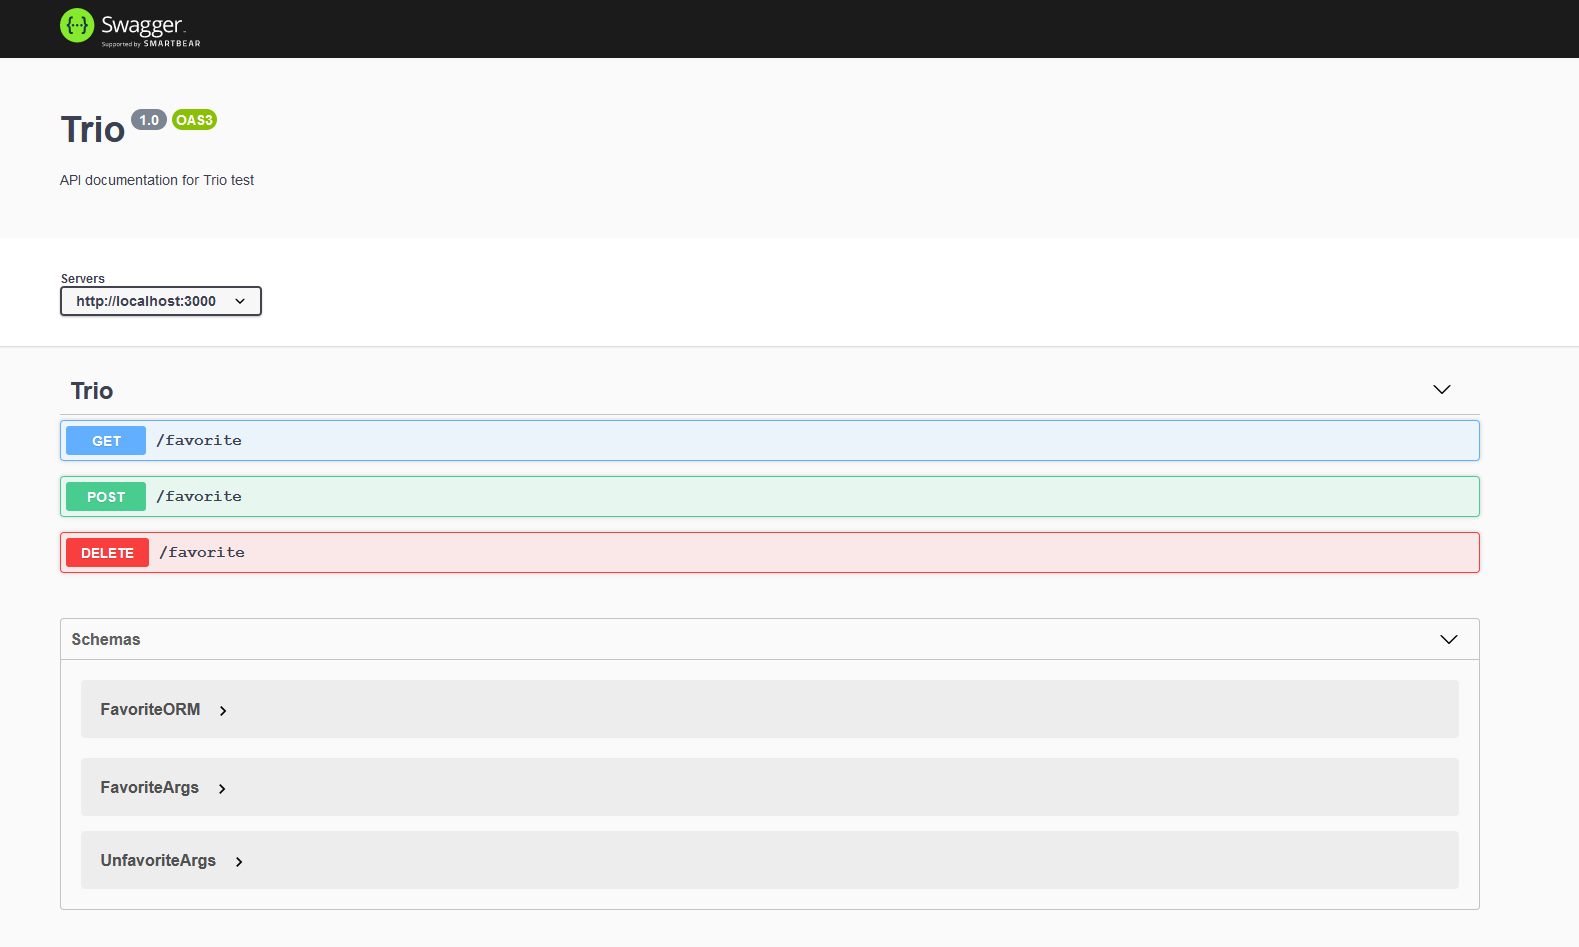 Swagger
Supported by SMARTBEAR
Trio 1.0 OAS3
API documentation for Trio test
Servers
http://localhost:3000
Trio
GET /favorite
POST /favorite
DELETE /favorite
Schemas
FavoriteORM
FavoriteArgs
UnfavoriteArgs